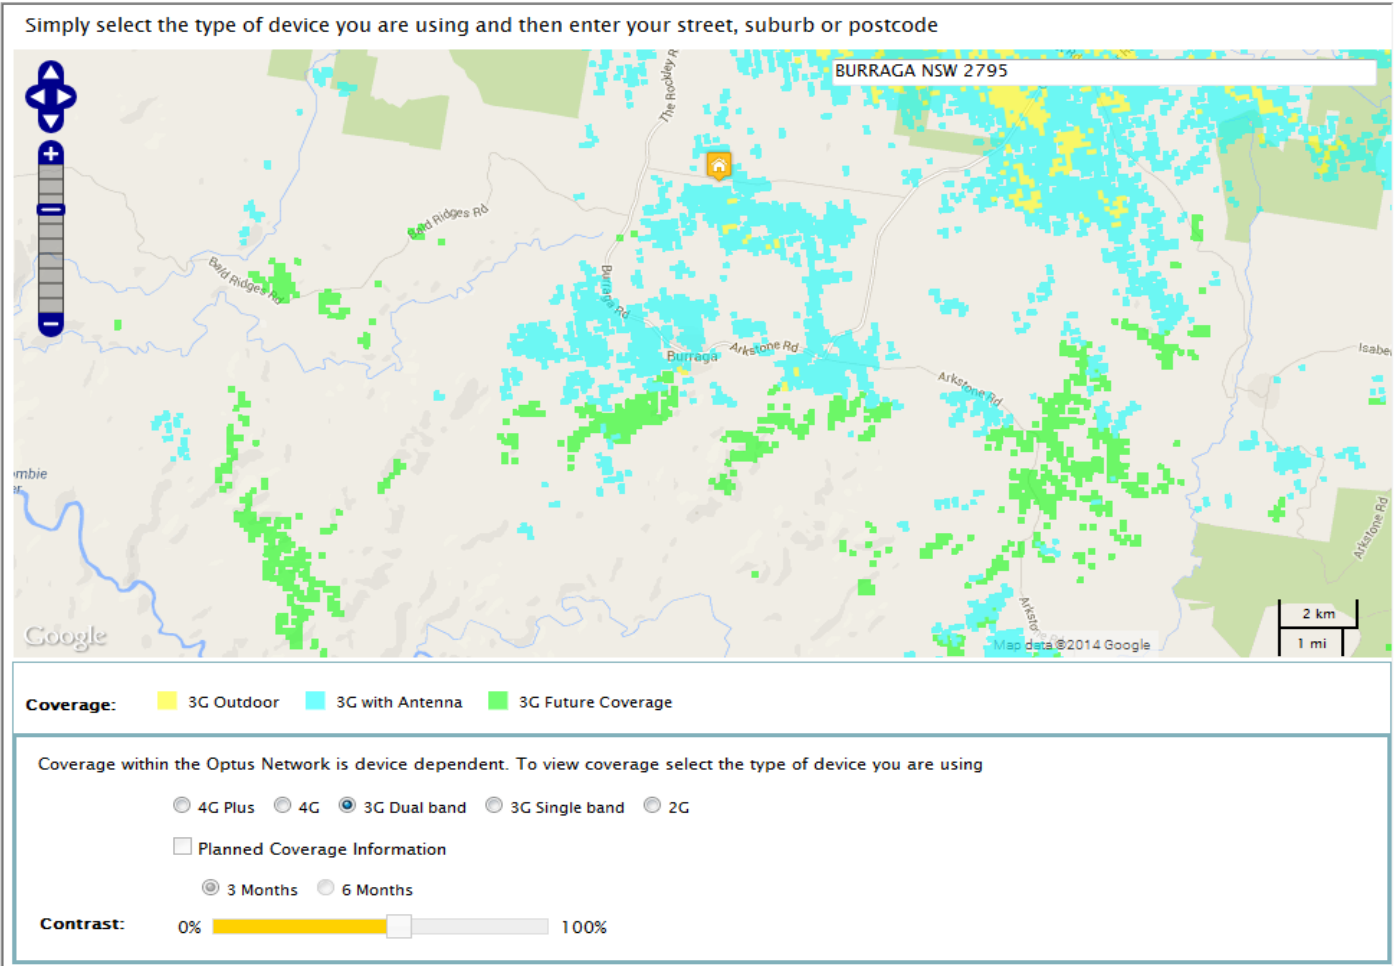 Simply select the type of device you are using and then enter your street, suburb or postcode
BURRAGA NSW 2795
The Rockley R
Bald Ridges Rd
Bald Ridges Rd
Burraga Rd
Burraga
Arkstone Rd
Arkstone Rd
Isabe
mbie
Arkstone Rd
Google
Map data ©2014 Google
2 km
1 mi
Coverage: 3G Outdoor 3G with Antenna 3G Future Coverage
Coverage within the Optus Network is device dependent. To view coverage select the type of device you are using
4G Plus 4G 3G Dual band 3G Single band 2G
Planned Coverage Information
3 Months 6 Months
Contrast: 0% 100%